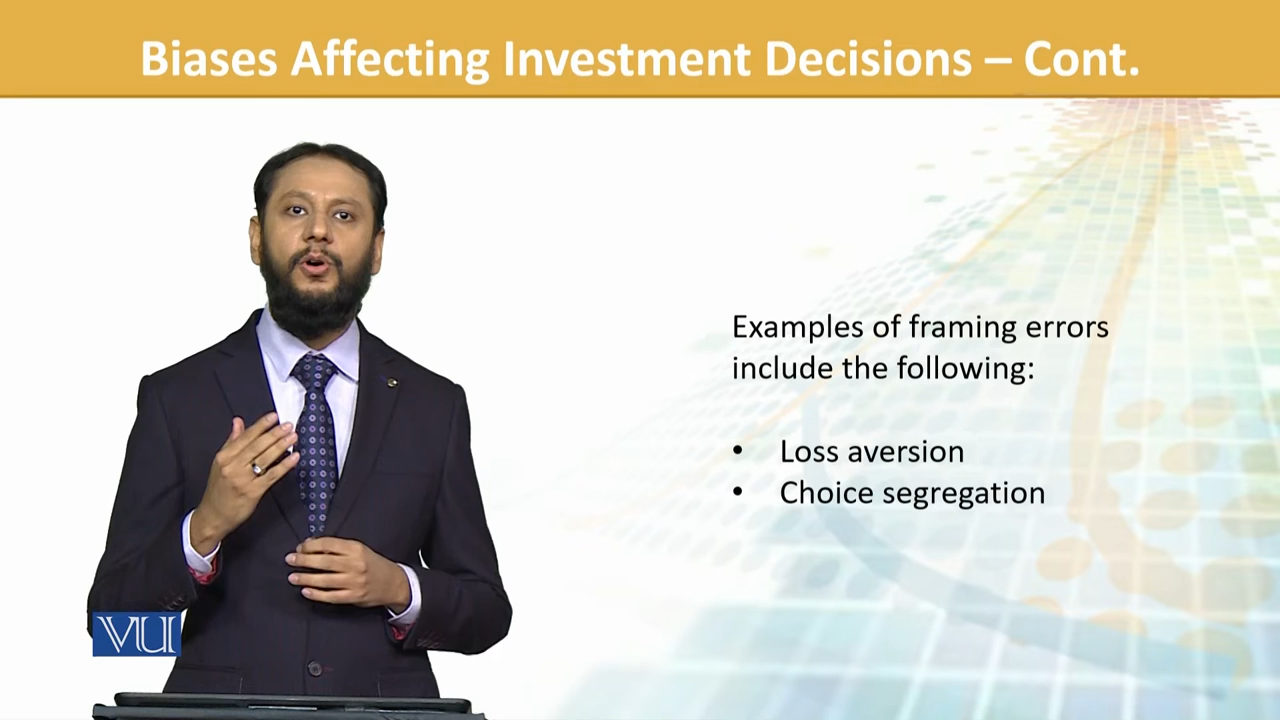 Biases Affecting Investment Decisions – Cont.
Examples of framing errors
include the following:
• Loss aversion
• Choice segregation
VU